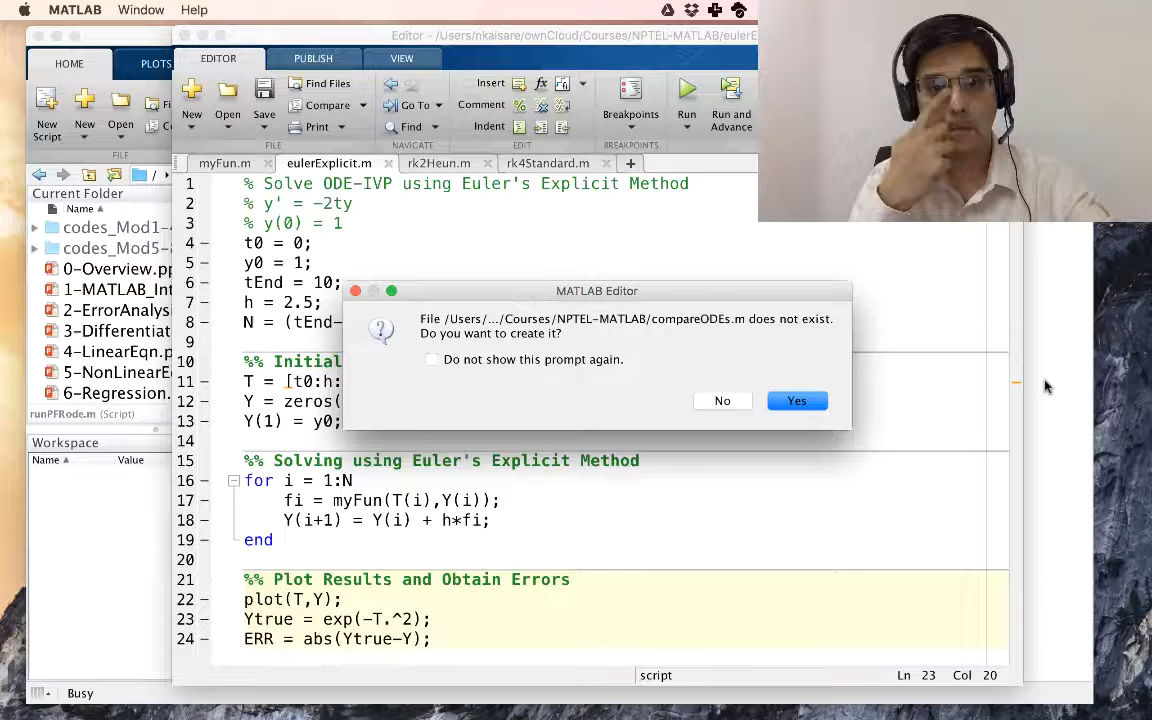 MATLAB Window Help
Editor - /Users/nkaisare/ownCloud/Courses/NPTEL-MATLAB/eulerE
HOME PLOTS
EDITOR PUBLISH VIEW
New Script New Open
FILE
New Open Save
Find Files
Compare
Print
FILE
Go To
Find
NAVIGATE
Insert
Comment
Indent
EDIT
Breakpoints
BREAKPOINTS
Run Run and Advance
myFun.m eulerExplicit.m rk2Heun.m rk4Standard.m
Current Folder
Name
codes_Mod1-
codes_Mod5-
0-Overview.pp
1-MATLAB_Int
2-ErrorAnalys
3-Differentiat
4-LinearEqn.p
5-NonLinearE
6-Regression.
runPFRode.m (Script)
Workspace
Name Value
Busy
1 % Solve ODE-IVP using Euler's Explicit Method
2 % y' = -2ty
3 % y(0) = 1
4 t0 = 0;
5 y0 = 1;
6 tEnd = 10;
7 h = 2.5;
8 N = (tEnd-
10 %% Initial
11 T = [t0:h:
12 Y = zeros(
13 Y(1) = y0;
14
15 %% Solving using Euler's Explicit Method
16 for i = 1:N
17 fi = myFun(T(i),Y(i));
18 Y(i+1) = Y(i) + h*fi;
19 end
20
21 %% Plot Results and Obtain Errors
22 plot(T,Y);
23 Ytrue = exp(-T.^2);
24 ERR = abs(Ytrue-Y);
MATLAB Editor
File /Users/.../Courses/NPTEL-MATLAB/compareODEs.m does not exist.
Do you want to create it?
Do not show this prompt again.
No Yes
script Ln 23 Col 20